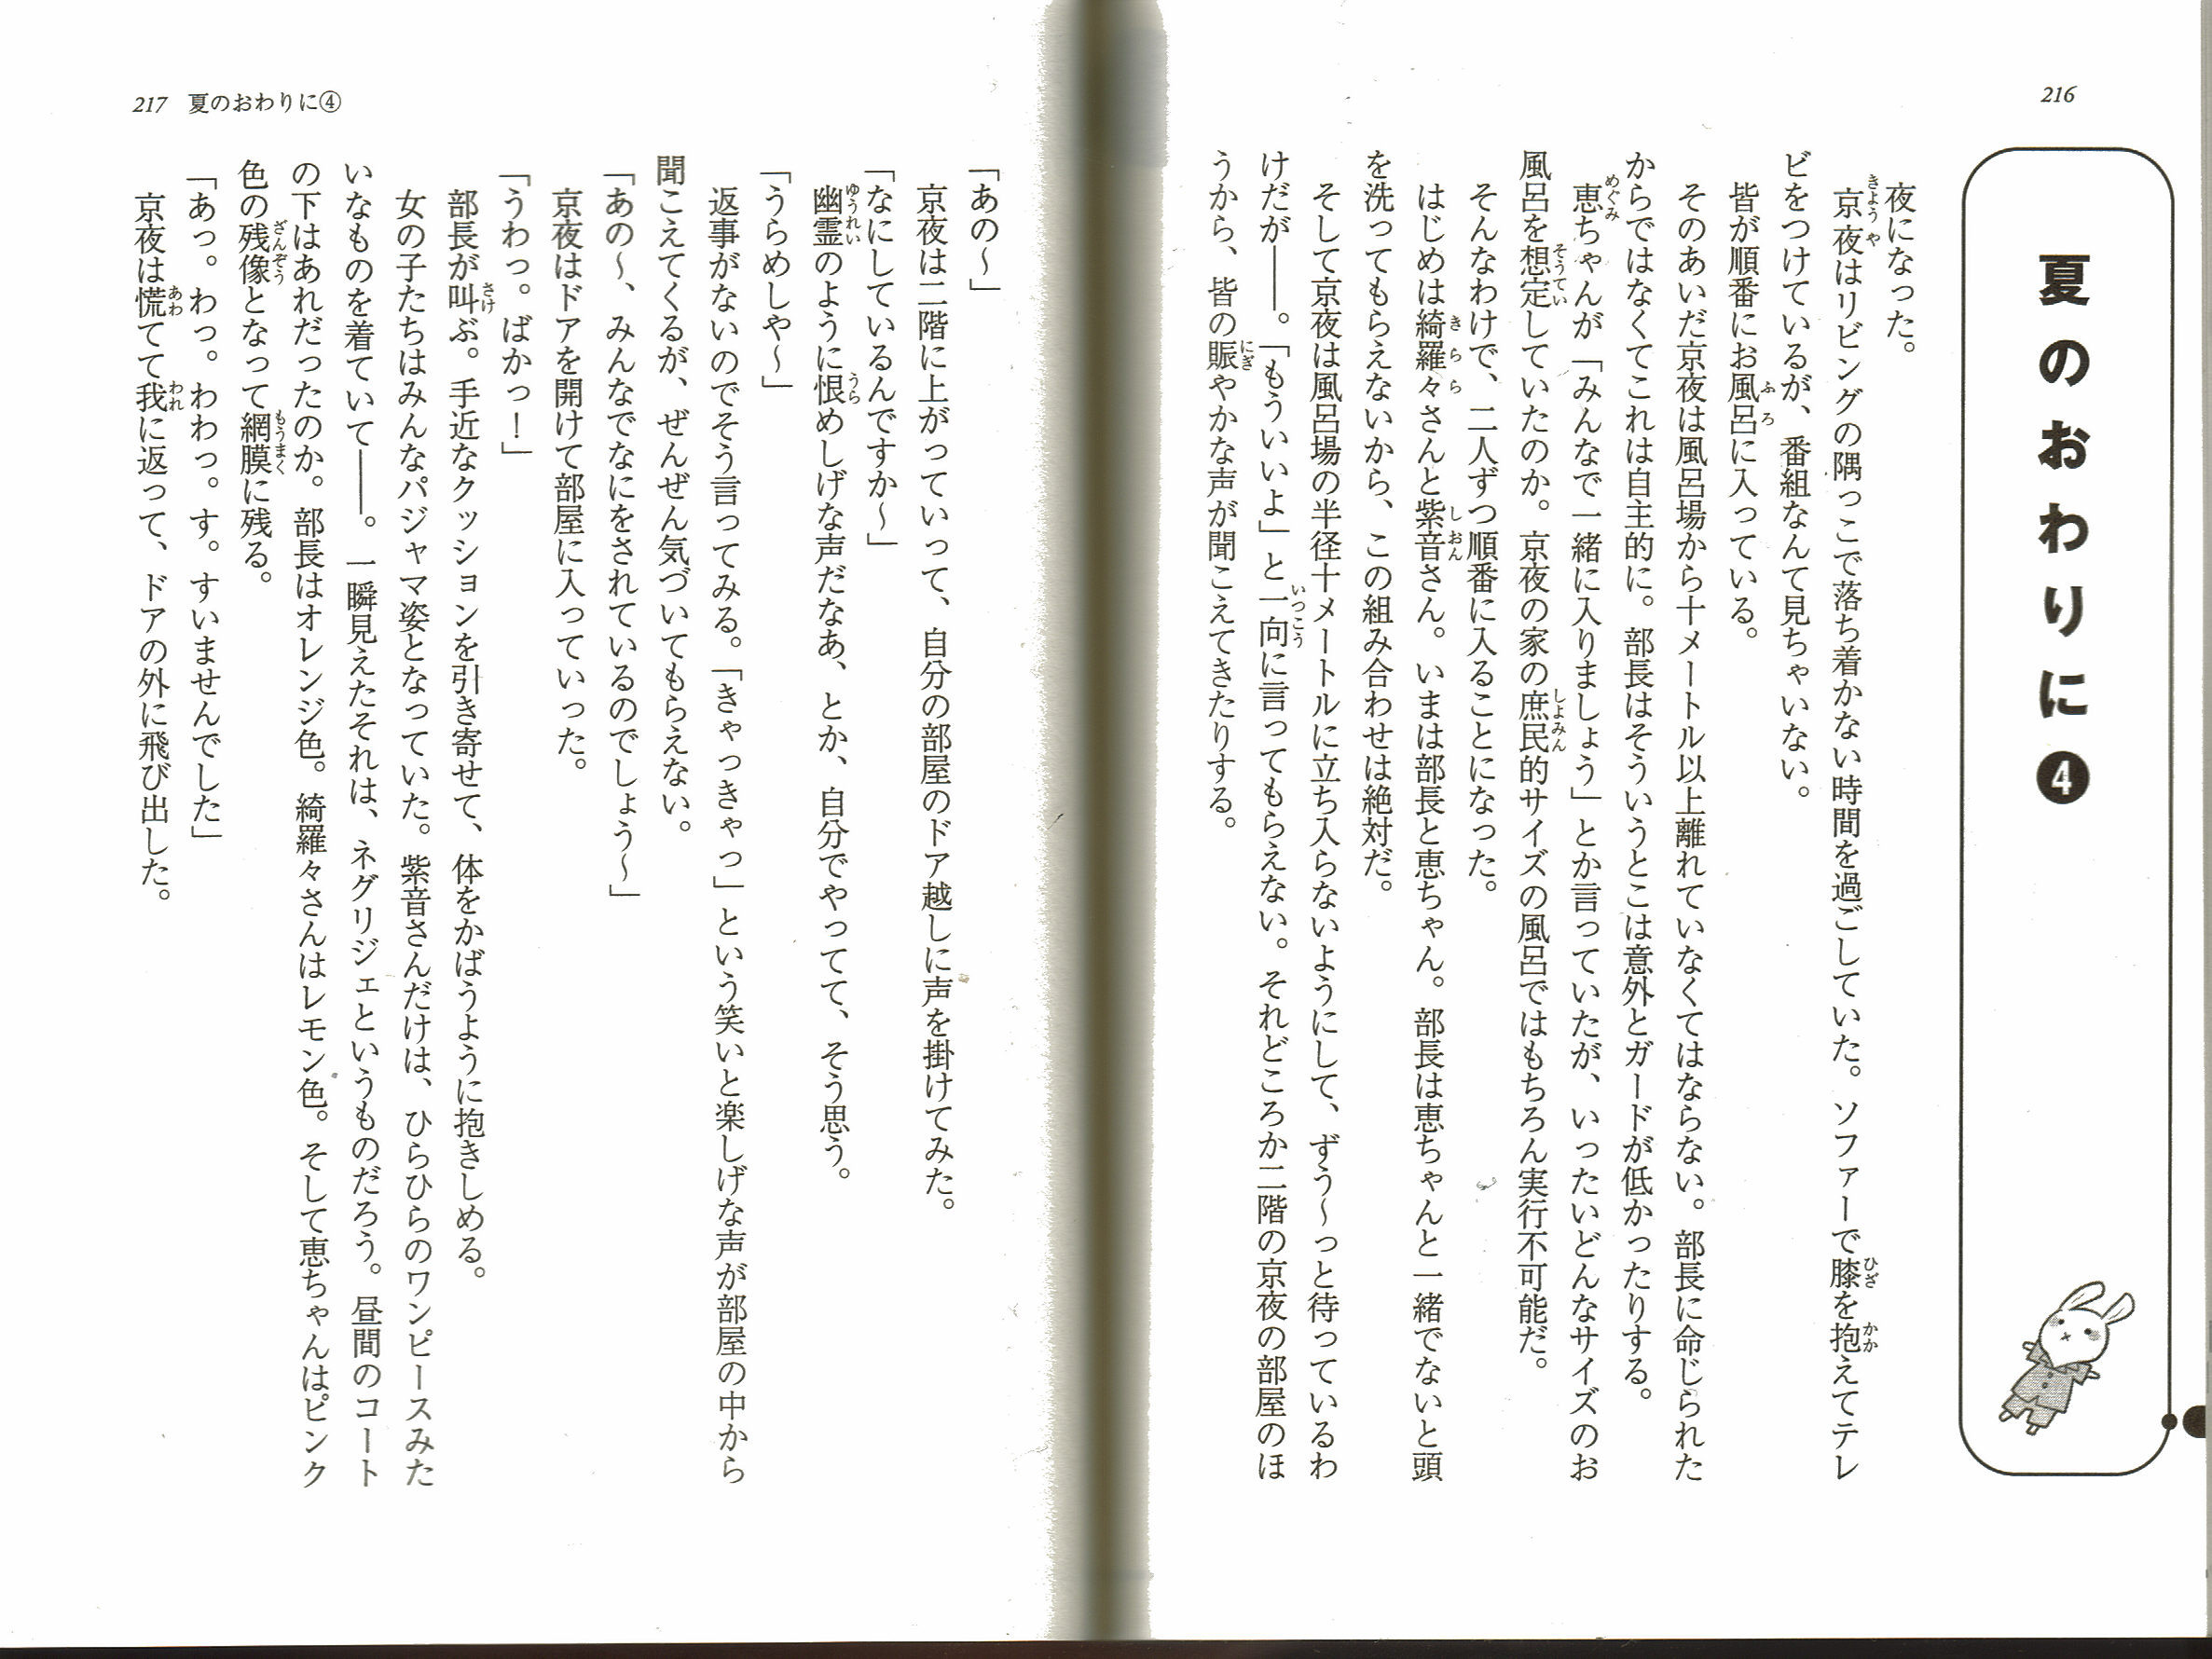 216
夏のおわりに❹
夜になった。
京夜はリビングの隅っこで落ち着かない時間を過ごしていた。ソファーで膝を抱えてテレ
ビをつけているが、番組なんて見ちゃいない。
皆が順番にお風呂に入っている。
そのあいだ京夜は風呂場から十メートル以上離れていなくてはならない。部長に命じられた
からではなくてこれは自主的に。部長はそういうとこは意外とガードが低かったりする。
恵ちゃんが「みんなで一緒に入りましょう」とか言っていたが、いったいどんなサイズのお
風呂を想定していたのか。京夜の家の庶民的サイズの風呂ではもちろん実行不可能だ。
そんなわけで、二人ずつ順番に入ることになった。
はじめは綺羅々さんと紫音さん。いまは部長と恵ちゃん。部長は恵ちゃんと一緒でないと頭
を洗ってもらえないから、この組み合わせは絶対だ。
そして京夜は風呂場の半径十メートルに立ち入らないようにして、ずう～っと待っているわ
けだが――。「もういいよ」と一向に言ってもらえない。それどころか二階の京夜の部屋のほ
うから、皆の賑やかな声が聞こえてきたりする。
217 夏のおわりに④
「あの～」
京夜は二階に上がっていって、自分の部屋のドア越しに声を掛けてみた。
「なにしているんですか～」
幽霊のように恨めしげな声だなあ、とか、自分でやってて、そう思う。
「うらめしや～」
返事がないのでそう言ってみる。「きゃっきゃっ」という笑いと楽しげな声が部屋の中から
聞こえてくるが、ぜんぜん気づいてもらえない。
「あの～、みんなでなにをされているのでしょう～」
京夜はドアを開けて部屋に入っていった。
「うわっ。ばかっ！」
部長が叫ぶ。手近なクッションを引き寄せて、体をかばうように抱きしめる。
女の子たちはみんなパジャマ姿となっていた。紫音さんだけは、ひらひらのワンピースみた
いなものを着ていて――。一瞬見えたそれは、ネグリジェというものだろう。昼間のコート
の下はあれだったのか。部長はオレンジ色。綺羅々さんはレモン色。そして恵ちゃんはピンク
色の残像となって網膜に残る。
「あっ。わっ。わわっ。す。すいませんでした」
京夜は慌てて我に返って、ドアの外に飛び出した。